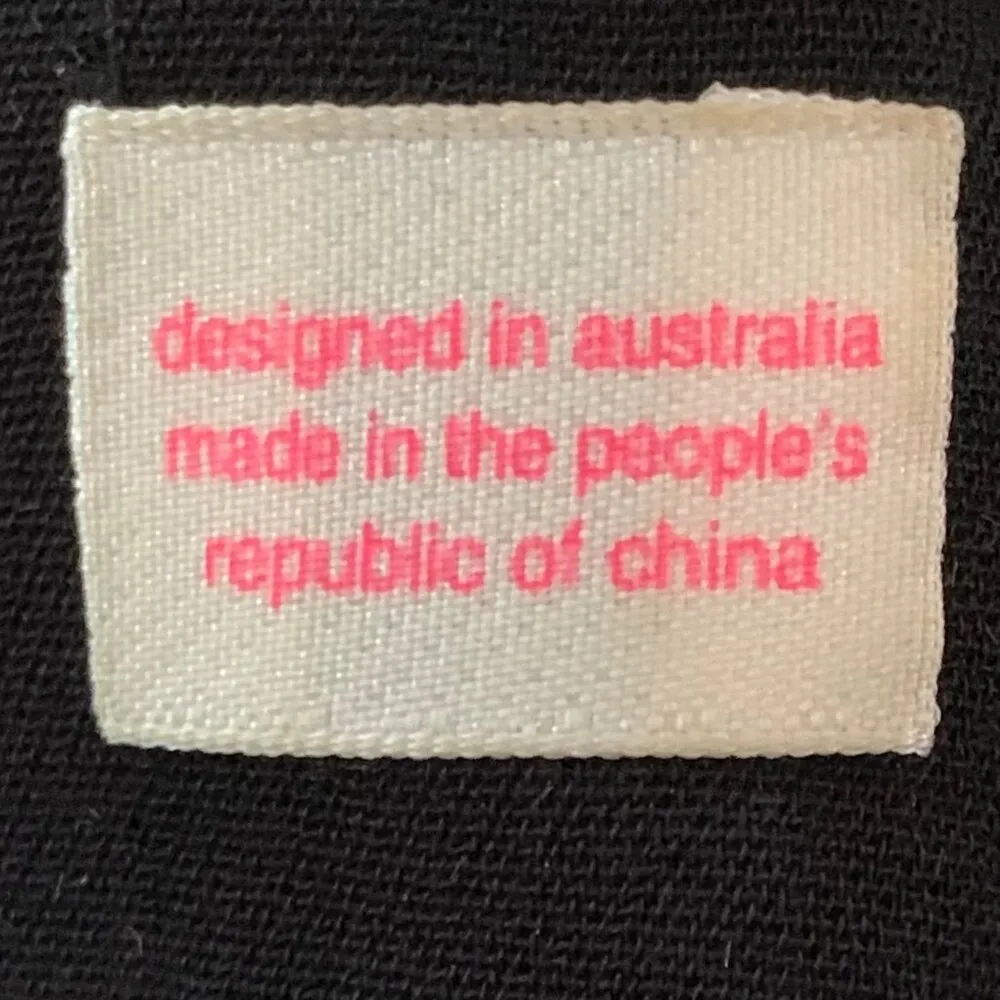 designed in australia
made in the people's
republic of china